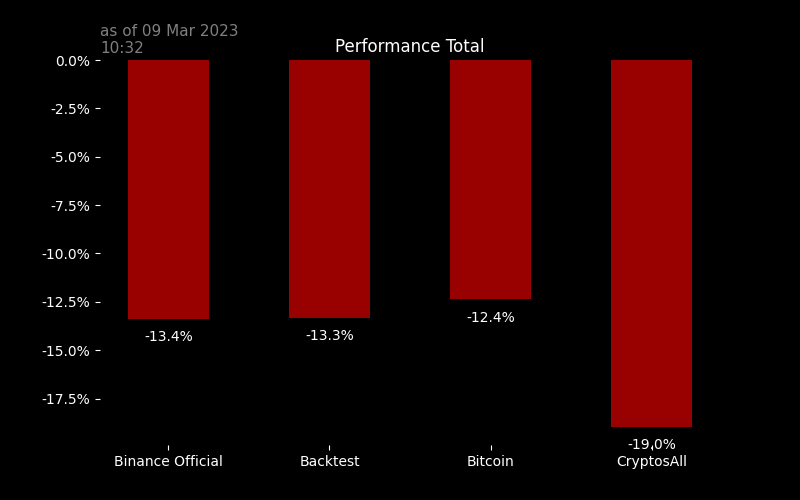 as of 09 Mar 2023
10:32
Performance Total
0.0%
-2.5%
-5.0%
-7.5%
-10.0%
-12.5%
-15.0%
-17.5%
-13.4%
-13.3%
-12.4%
-19.0%
Binance Official
Backtest
Bitcoin
CryptosAll